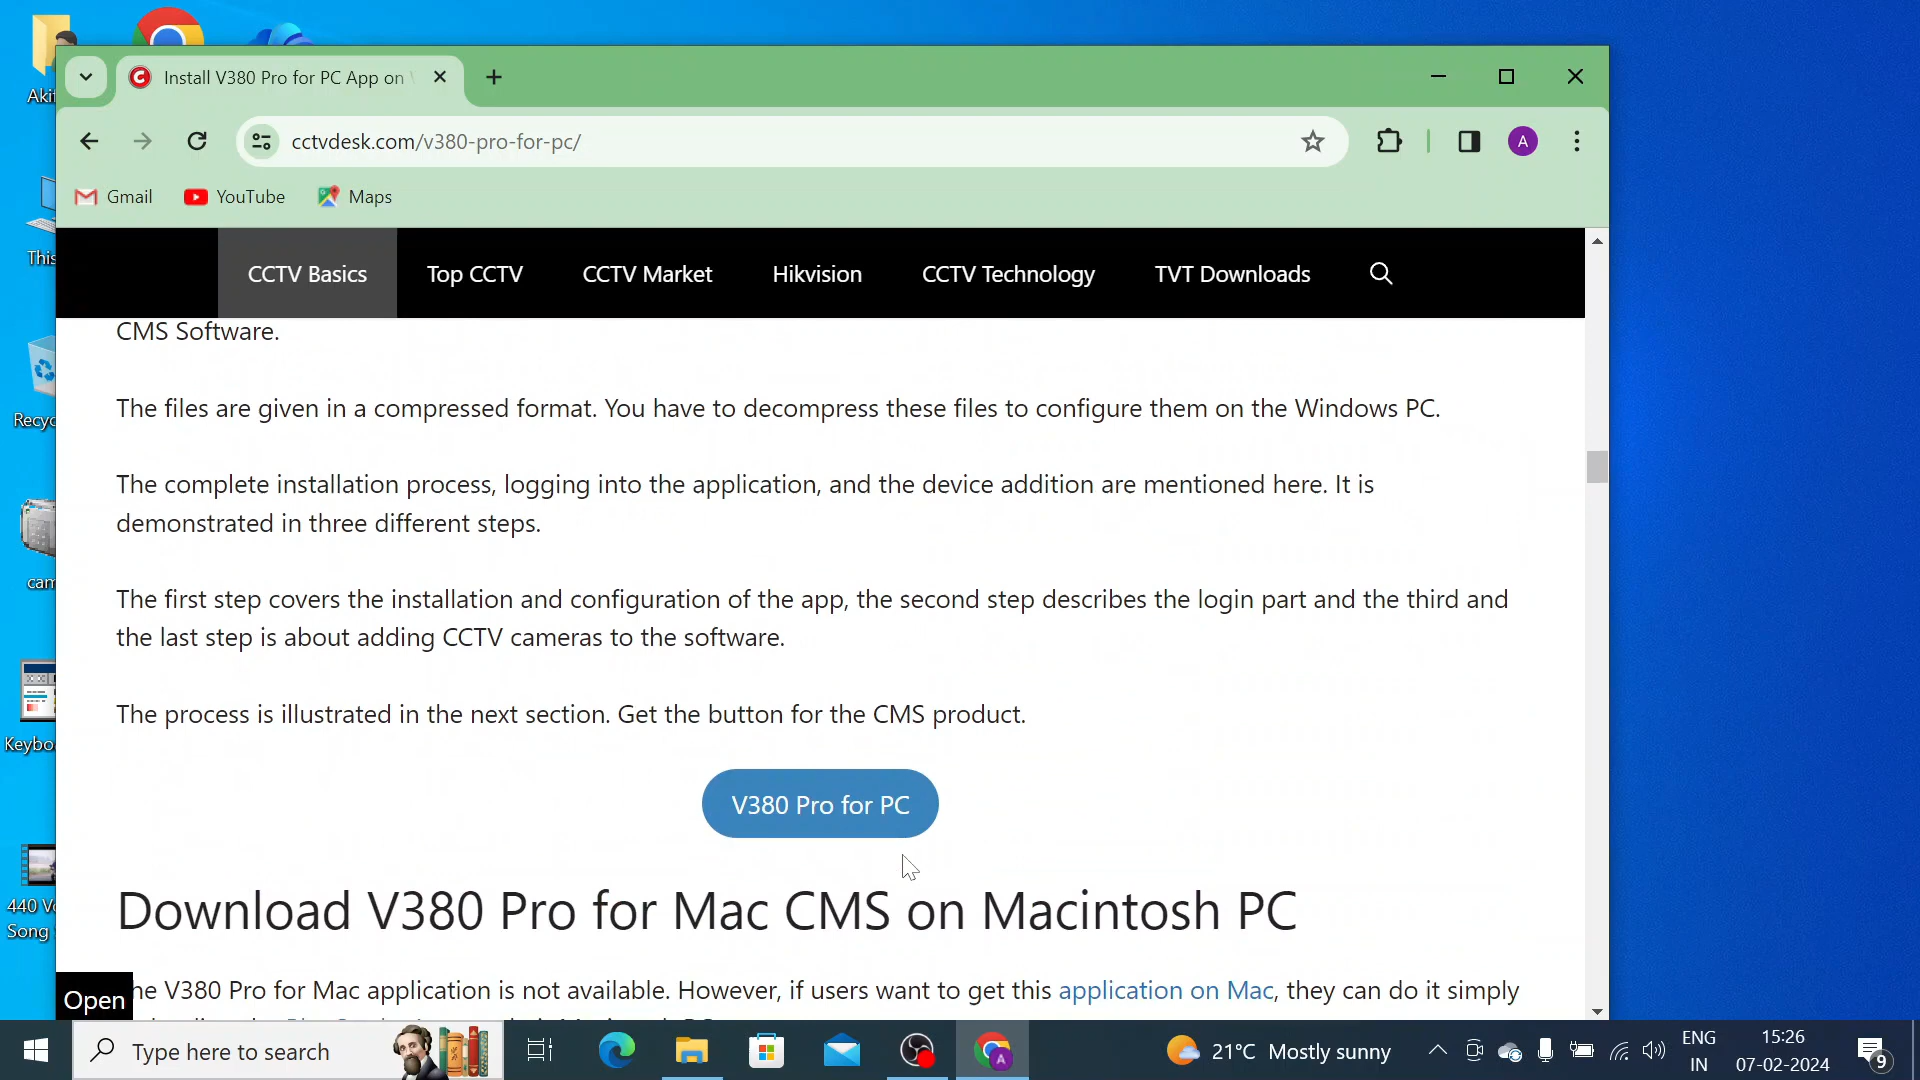 Akif
Install V380 Pro for PC App on
cctvdesk.com/v380-pro-for-pc/
A
Gmail
YouTube
Maps
CCTV Basics
Top CCTV
CCTV Market
Hikvision
CCTV Technology
TVT Downloads
This
CMS Software.
The files are given in a compressed format. You have to decompress these files to configure them on the Windows PC.
Recyc
The complete installation process, logging into the application, and the device addition are mentioned here. It is
demonstrated in three different steps.
cam
The first step covers the installation and configuration of the app, the second step describes the login part and the third and
the last step is about adding CCTV cameras to the software.
The process is illustrated in the next section. Get the button for the CMS product.
Keybo
V380 Pro for PC
Download V380 Pro for Mac CMS on Macintosh PC
440 Vo
Song
Open
he V380 Pro for Mac application is not available. However, if users want to get this application on Mac, they can do it simply
Type here to search
A
21°C Mostly sunny
ENG
IN
15:26
07-02-2024
9